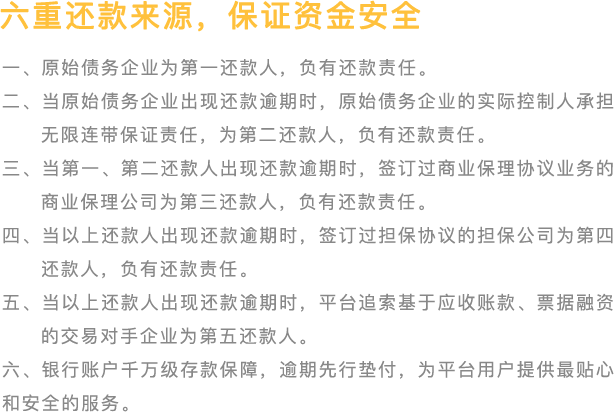 六重还款来源，保证资金安全
一、原始债务企业为第一还款人，负有还款责任。
二、当原始债务企业出现还款逾期时，原始债务企业的实际控制人承担
无限连带保证责任，为第二还款人，负有还款责任。
三、当第一、第二还款人出现还款逾期时，签订过商业保理协议业务的
商业保理公司为第三还款人，负有还款责任。
四、当以上还款人出现还款逾期时，签订过担保协议的担保公司为第四
还款人，负有还款责任。
五、当以上还款人出现还款逾期时，平台追索基于应收账款、票据融资
的交易对手企业为第五还款人。
六、银行账户千万级存款保障，逾期先行垫付，为平台用户提供最贴心
和安全的服务。